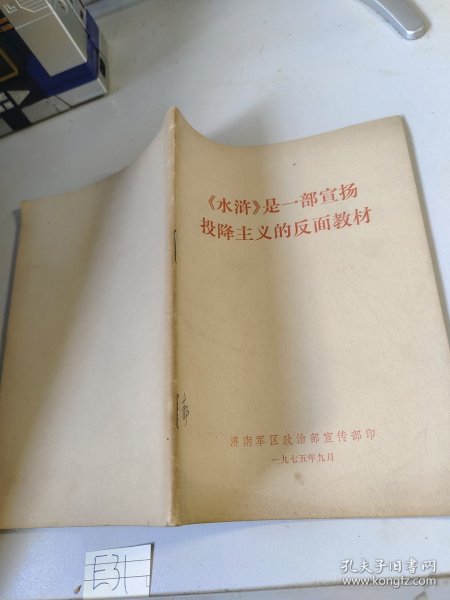 《水浒》是一部宣扬
投降主义的反面教材
济南军区政治部宣传部印
一九七五年九月
E31
孔夫子旧书网
www.kongfz.com